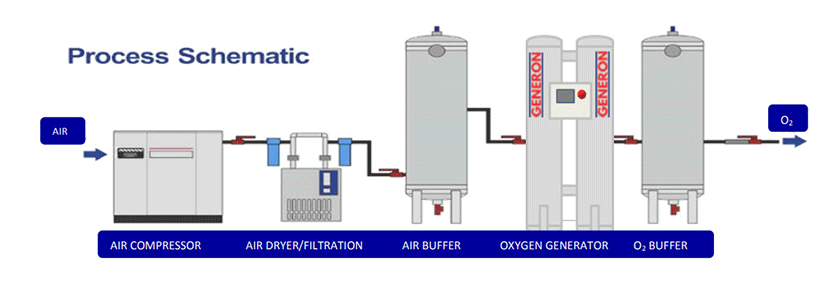 Process Schematic
AIR
GENERON
GENERON
O₂
AIR COMPRESSOR
AIR DRYER/FILTRATION
AIR BUFFER
OXYGEN GENERATOR
O₂ BUFFER